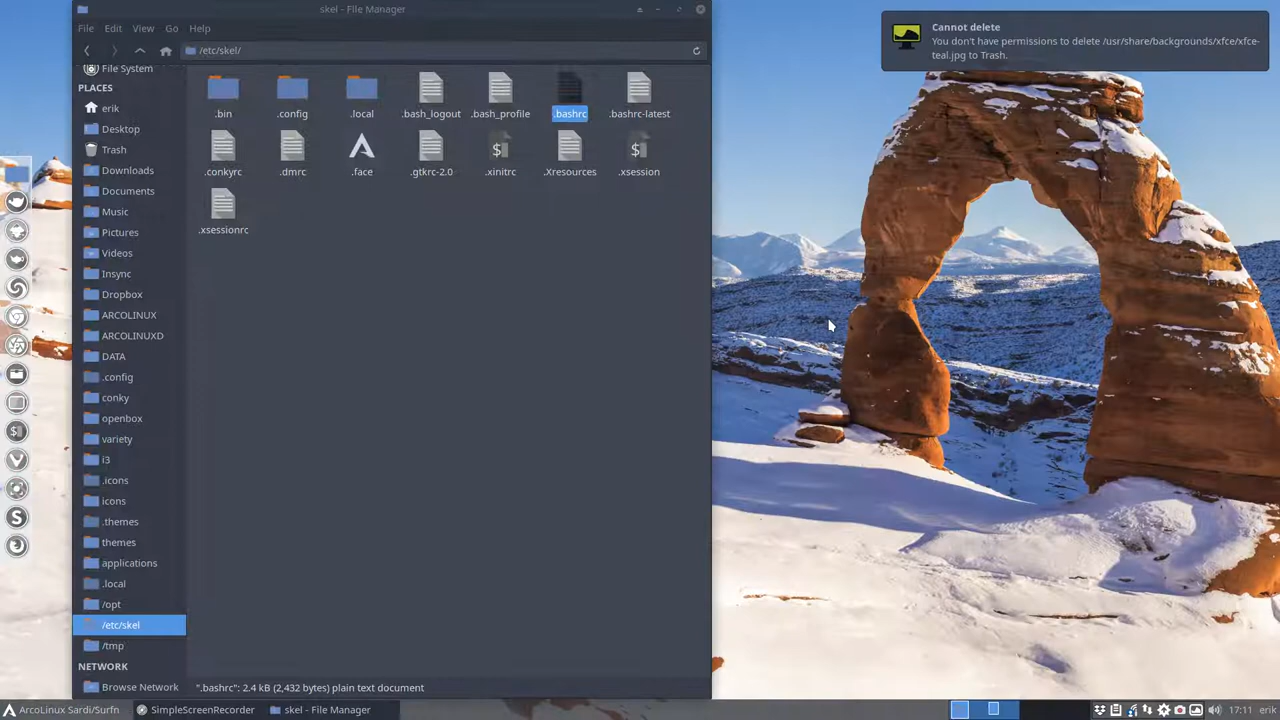 skel - File Manager
File Edit View Go Help
/etc/skel/
Cannot delete
You don't have permissions to delete /usr/share/backgrounds/xfce/xfce-
teal.jpg to Trash.
File System
PLACES
erik
Desktop
Trash
Downloads
Documents
Music
Pictures
Videos
Insync
Dropbox
ARCOLINUX
ARCOLINUXD
DATA
.config
conky
openbox
variety
i3
.icons
icons
.themes
themes
applications
.local
/opt
/etc/skel
/tmp
NETWORK
Browse Network
.bin .config .local .bash_logout .bash_profile .bashrc .bashrc-latest
.conkyrc .dmrc .face .gtkrc-2.0 .xinitrc .Xresources .xsession
.xsessionrc
".bashrc": 2.4 kB (2,432 bytes) plain text document
ArcoLinux Sardi/Surfn SimpleScreenRecorder skel - File Manager 17:11 erik